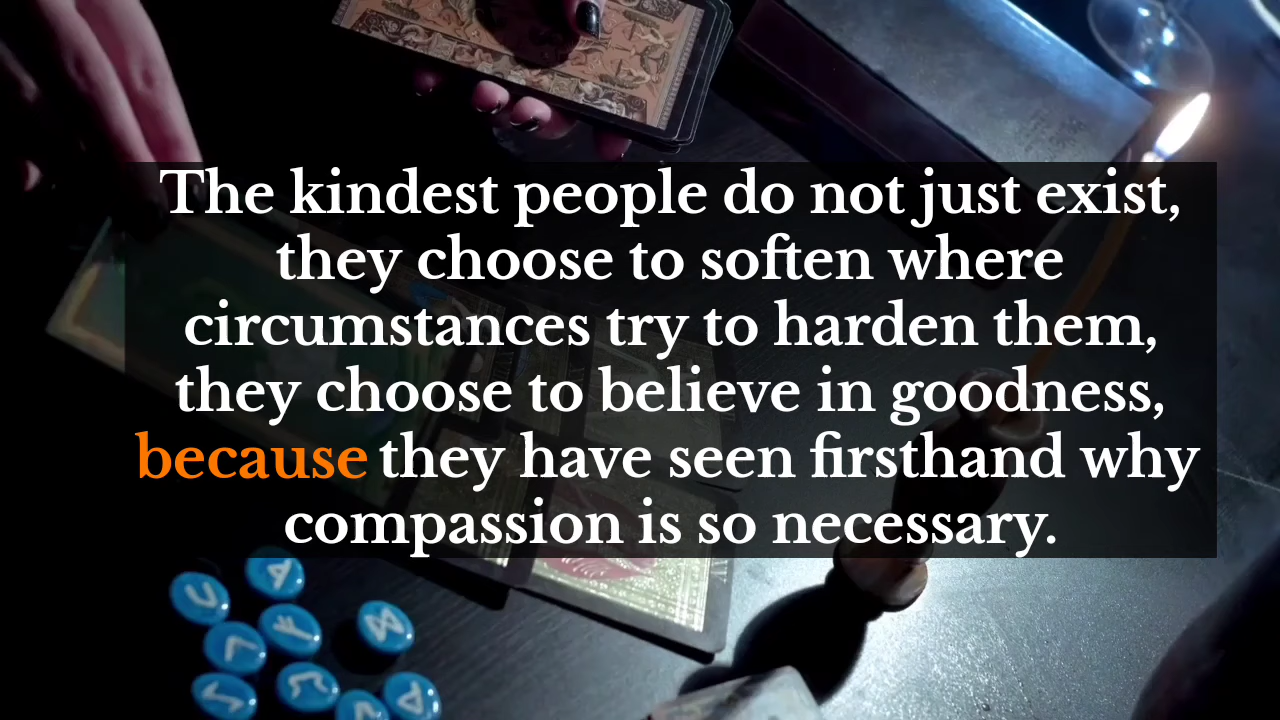 The kindest people do not just exist,
they choose to soften where
circumstances try to harden them,
they choose to believe in goodness,
because they have seen firsthand why
compassion is so necessary.